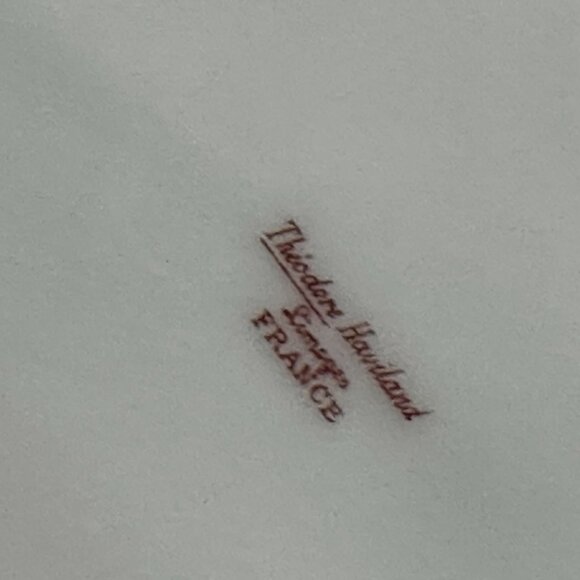 Théodore Haviland
Limoges
FRANCE